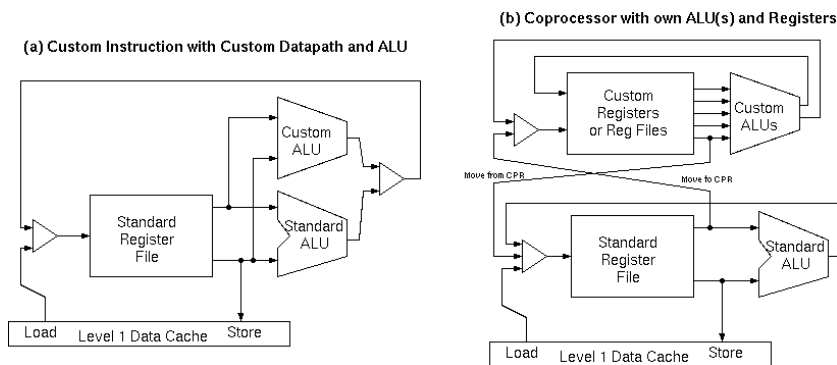 (a) Custom Instruction with Custom Datapath and ALU
Custom
ALU
Standard
Register
File
Standard
ALU
Load
Level 1 Data Cache
Store
(b) Coprocessor with own ALU(s) and Registers
Custom
Registers
or Reg Files
Custom
ALUs
Move from CPR
Move to CPR
Standard
Register
File
Standard
ALU
Load
Level 1 Data Cache
Store